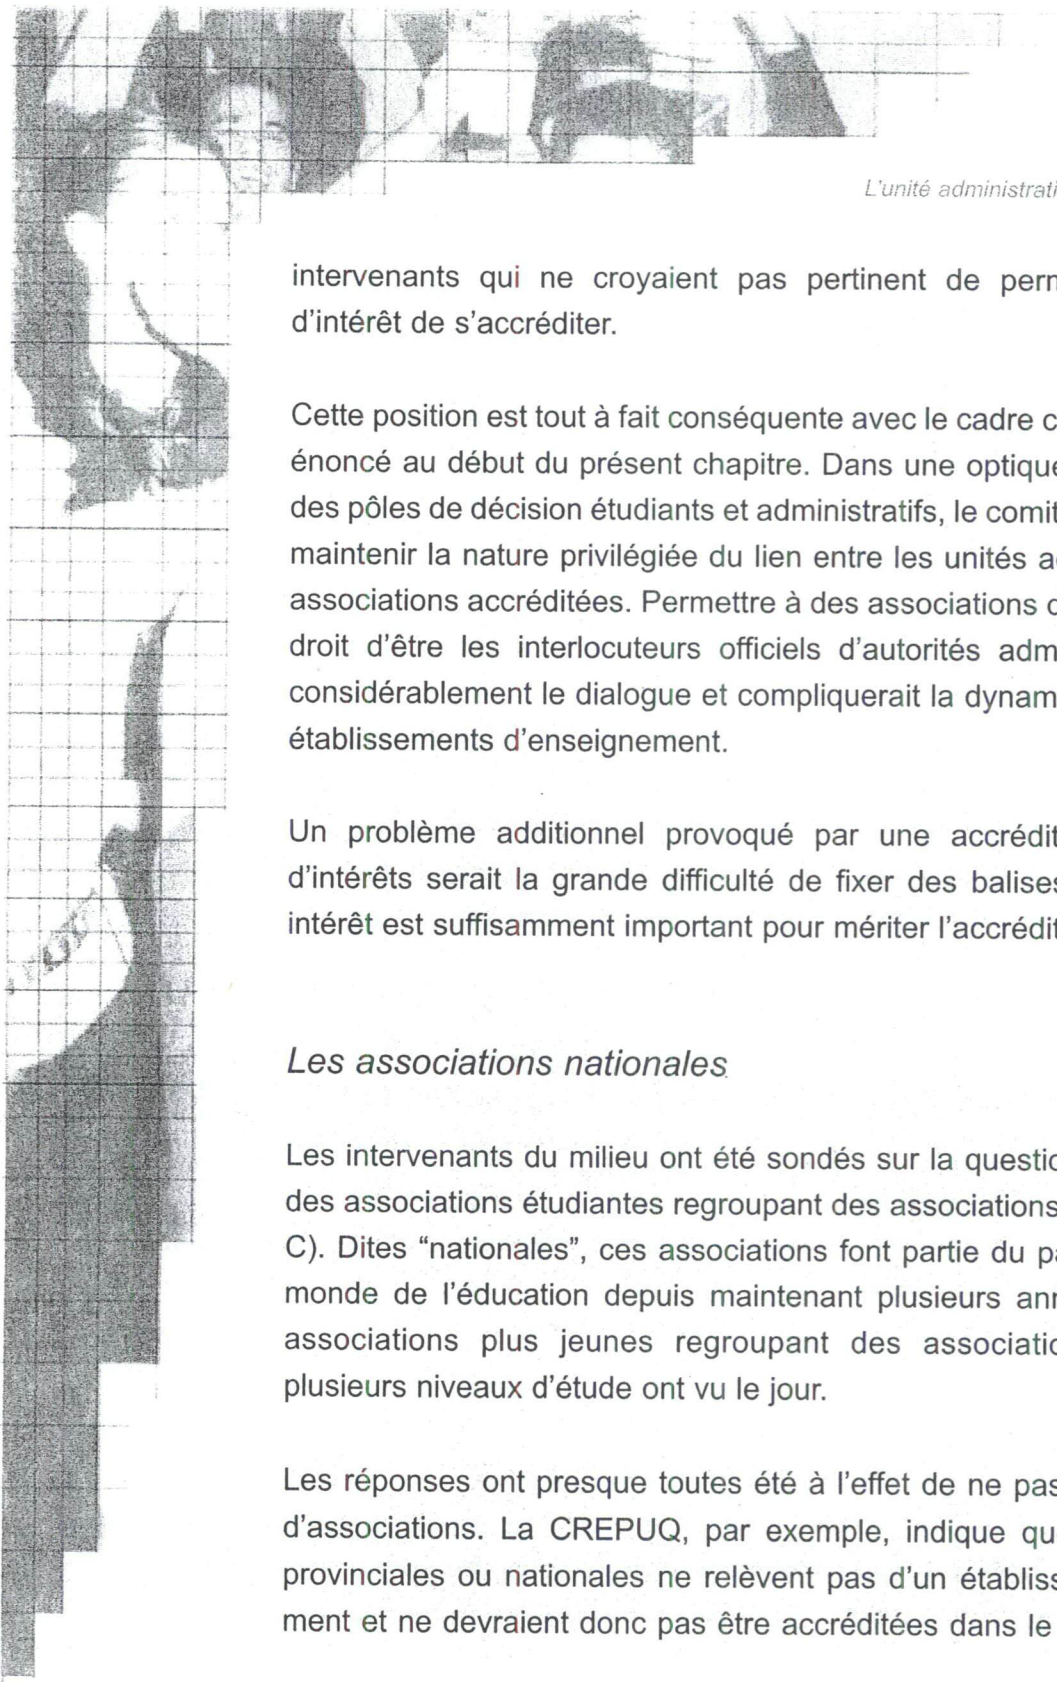 L'unité administrati
intervenants qui ne croyaient pas pertinent de pern
d'intérêt de s'accréditer.
Cette position est tout à fait conséquente avec le cadre c
énoncé au début du présent chapitre. Dans une optique
des pôles de décision étudiants et administratifs, le comit
maintenir la nature privilégiée du lien entre les unités a
associations accréditées. Permettre à des associations c
droit d'être les interlocuteurs officiels d'autorités adm
considérablement le dialogue et compliquerait la dynam
établissements d'enseignement.
Un problème additionnel provoqué par une accrédit
d'intérêts serait la grande difficulté de fixer des balises
intérêt est suffisamment important pour mériter l'accrédit
Les associations nationales
Les intervenants du milieu ont été sondés sur la questio
des associations étudiantes regroupant des associations
C). Dites “nationales”, ces associations font partie du pa
monde de l'éducation depuis maintenant plusieurs ann
associations plus jeunes regroupant des associatio
plusieurs niveaux d'étude ont vu le jour.
Les réponses ont presque toutes été à l'effet de ne pas
d'associations. La CREPUQ, par exemple, indique qu
provinciales ou nationales ne relèvent pas d'un établiss
ment et ne devraient donc pas être accréditées dans le